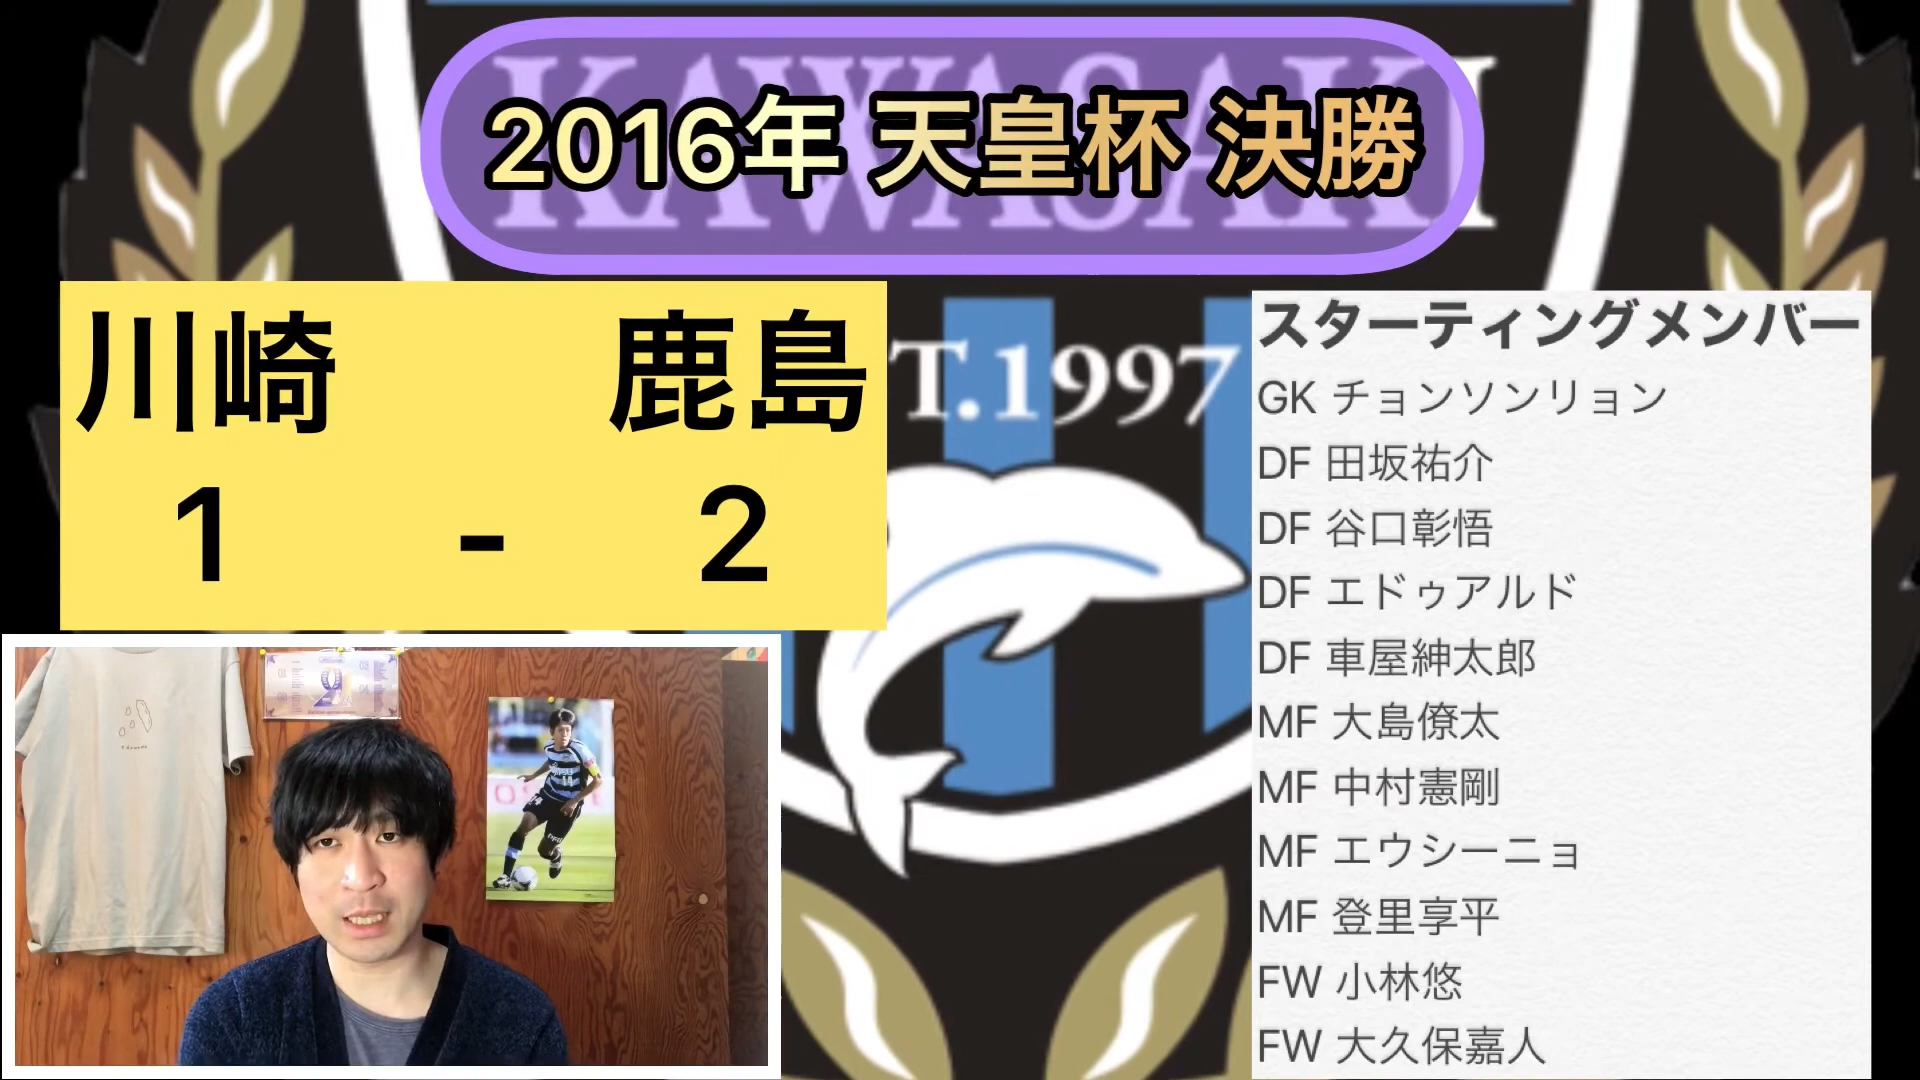 KAWASAKI
2016年 天皇杯 決勝
川崎 鹿島
1 - 2
T.1997
スターティングメンバー
GK チョンソンリョン
DF 田坂祐介
DF 谷口彰悟
DF エドゥアルド
DF 車屋紳太郎
MF 大島僚太
MF 中村憲剛
MF エウシーニョ
MF 登里享平
FW 小林悠
FW 大久保嘉人
14